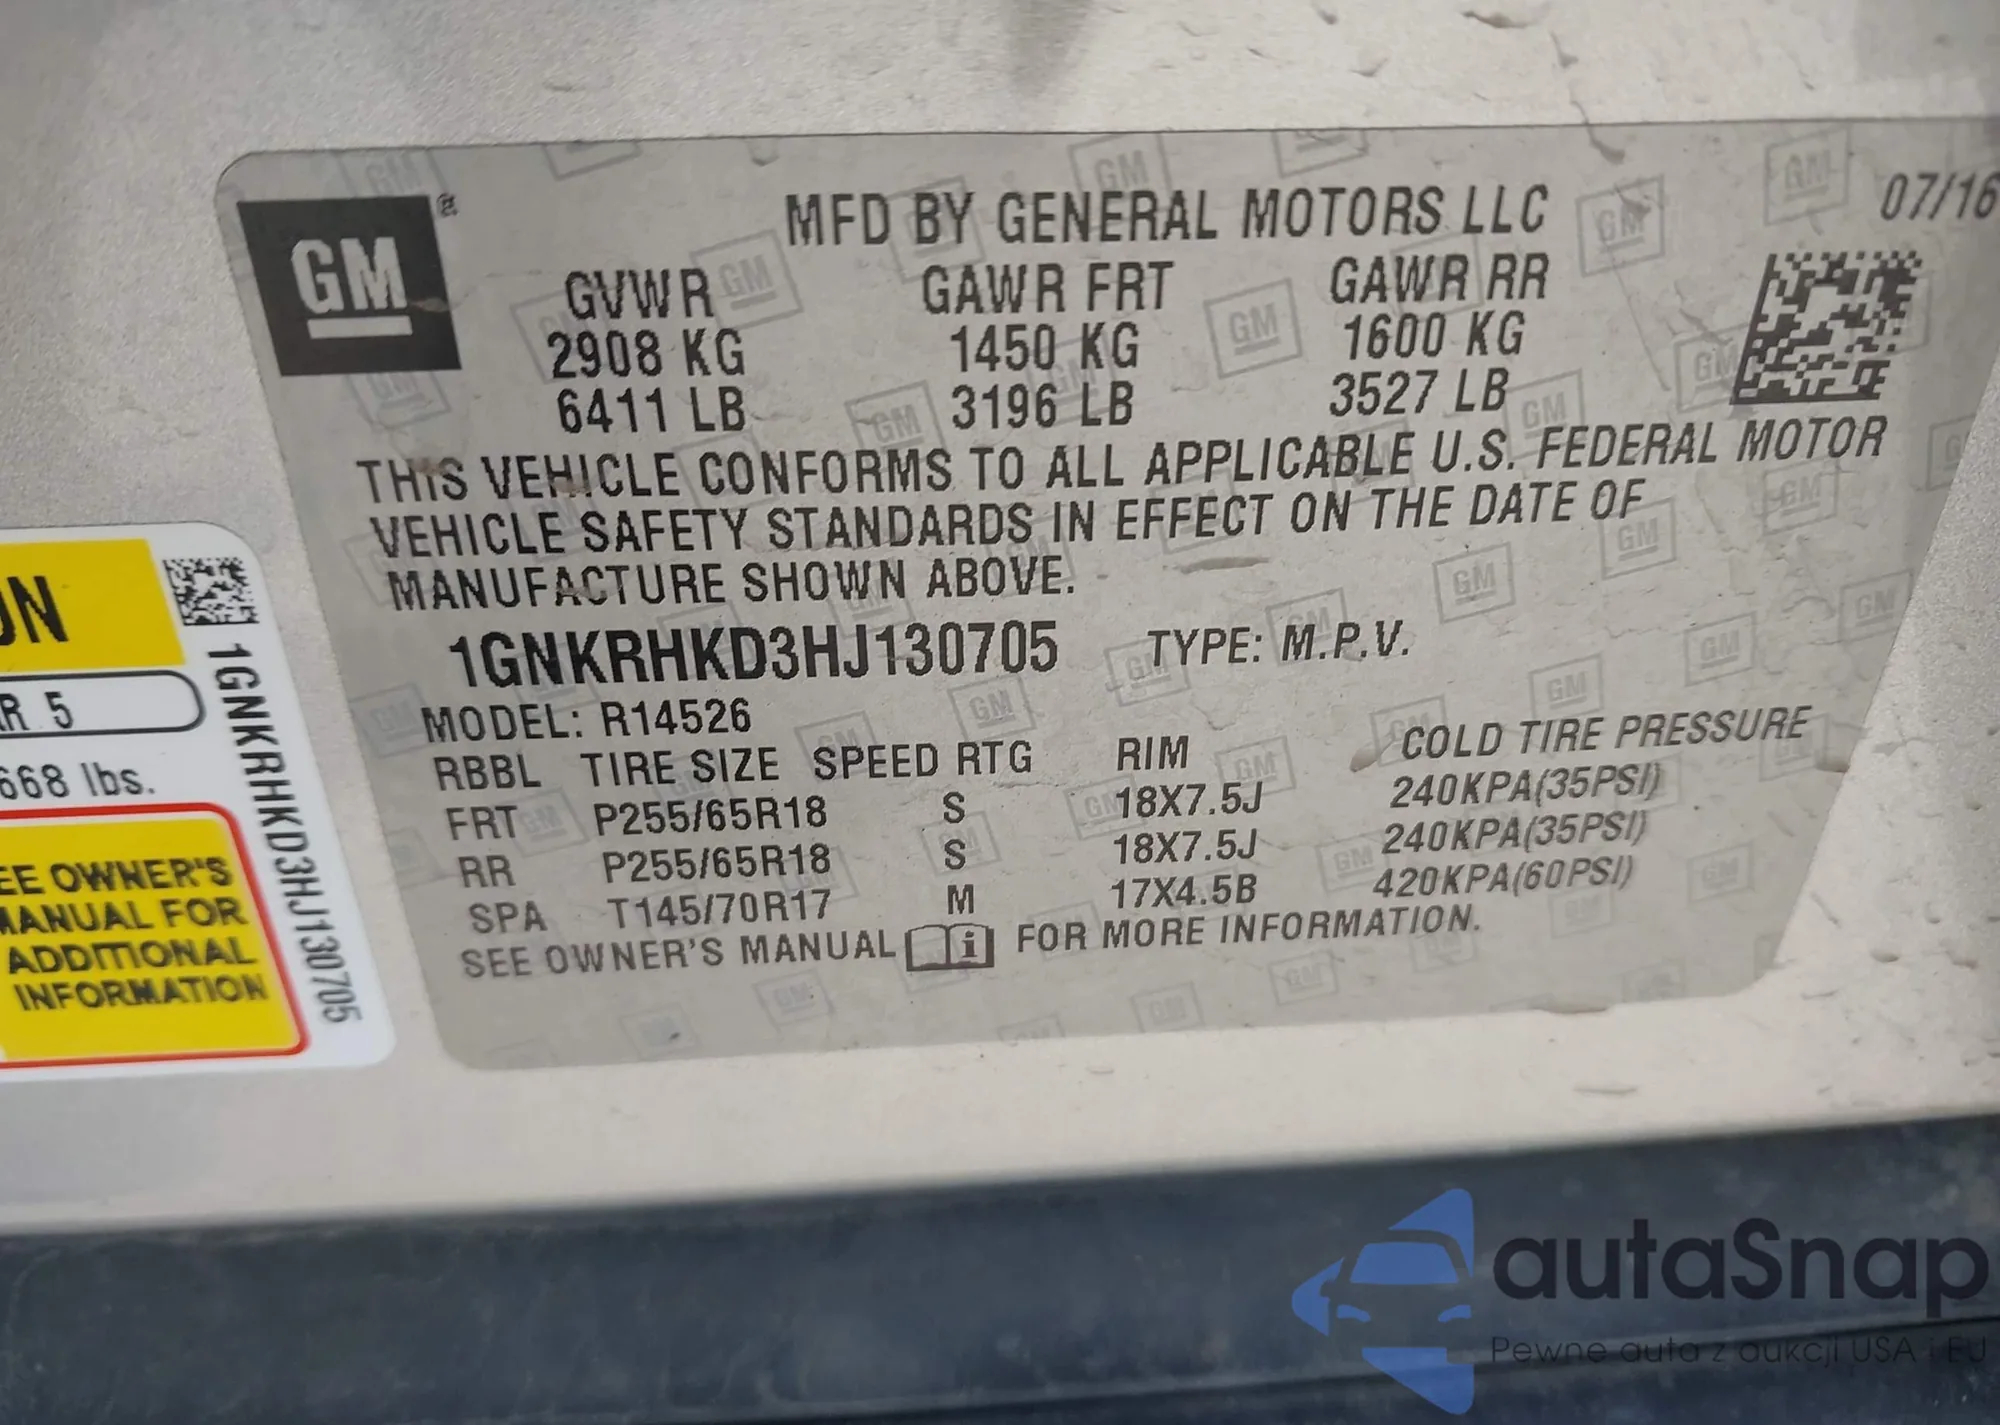 GM
®
MFD BY GENERAL MOTORS LLC
07/16
GVWR GAWR FRT GAWR RR
2908 KG 1450 KG 1600 KG
6411 LB 3196 LB 3527 LB
THIS VEHICLE CONFORMS TO ALL APPLICABLE U.S. FEDERAL MOTOR
VEHICLE SAFETY STANDARDS IN EFFECT ON THE DATE OF
MANUFACTURE SHOWN ABOVE.
1GNKRHKD3HJ130705 TYPE: M.P.V.
MODEL: R14526
RBBL TIRE SIZE SPEED RTG RIM COLD TIRE PRESSURE
FRT P255/65R18 S 18X7.5J 240KPA(35PSI)
RR P255/65R18 S 18X7.5J 240KPA(35PSI)
SPA T145/70R17 M 17X4.5B 420KPA(60PSI)
SEE OWNER'S MANUAL i FOR MORE INFORMATION.
5
668 lbs.
OWNER'S
MANUAL FOR
ADDITIONAL
INFORMATION
1GNKRHKD3HJ130705
autaSnap
Pewne auta z aukcji USA i EU